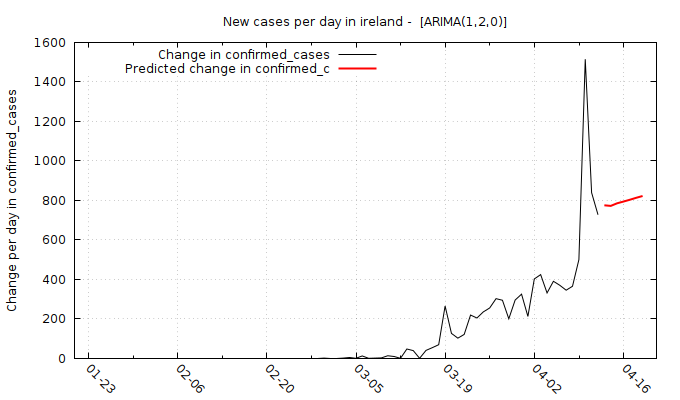 New cases per day in ireland -  [ARIMA(1,2,0)]
Change in confirmed_cases
Predicted change in confirmed_c
Change per day in confirmed_cases
1600
1400
1200
1000
800
600
400
200
0
01-23 02-06 02-20 03-05 03-19 04-02 04-16